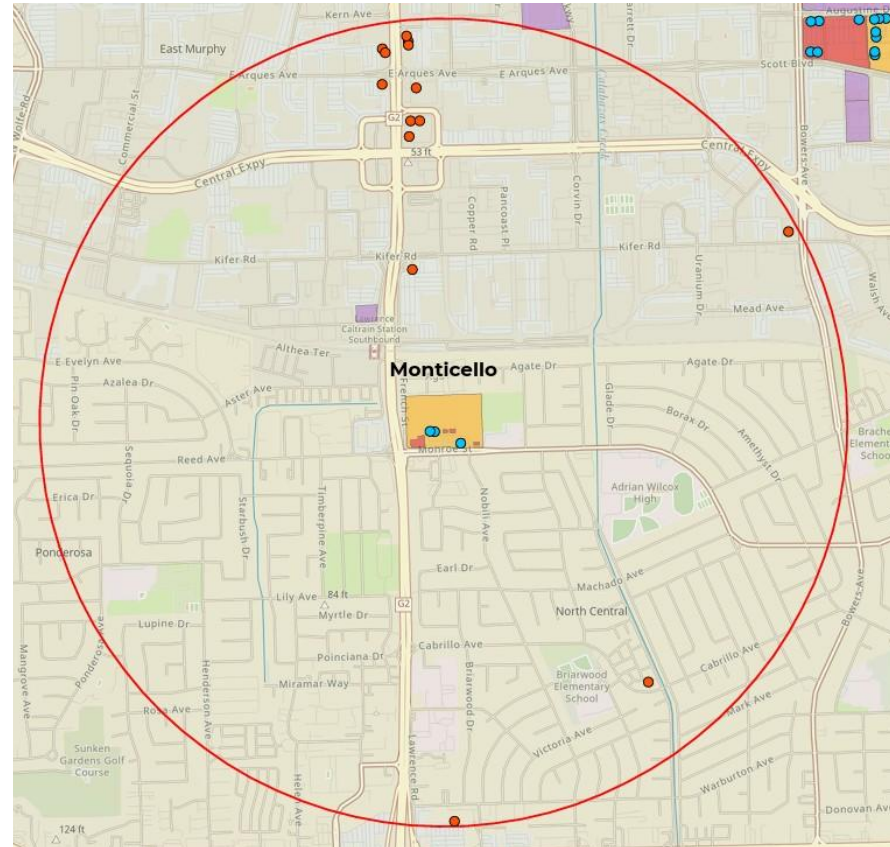 Kern Ave
East Murphy
E Arques Ave
E Arques Ave
E Arques Ave
Scott Blvd
Commercial St
G2
53 ft
Central Expy
Central Expy
Calabazas Creek
Bowers Ave
Copper Rd
Pancoast Pl
Corvin Dr
Kifer Rd
Kifer Rd
Kifer Rd
Uranium Dr
Walsh Ave
Mead Ave
Lawrence
Caltrain Station
Southbound
Althea Ter
E Evelyn Ave
Azalea Dr
Aster Ave
Pin Oak Dr
Monticello
Agate Dr
Agate Dr
French St
Glade Dr
Borax Dr
Amethyst Dr
Monroe St
Reed Ave
Sequoia Dr
Erica Dr
Starbush Dr
Timberpine Ave
Nobili Ave
Adrian Wilcox
High
Ponderosa
Earl Dr
Machado Ave
Lily Ave
84 ft
G2
Myrtle Dr
North Central
Bowers Ave
Lupine Dr
Ponderosa Ave
Mangrove Ave
Henderson Ave
Poinciana Dr
Cabrillo Ave
Cabrillo Ave
Miramar Way
Briarwood Dr
Briarwood
Elementary
School
Rosa Ave
Mark Ave
Victoria Ave
Sunken
Gardens Golf
Course
Helen Ave
Lawrence Rd
Warburton Ave
Donovan Ave
124 ft